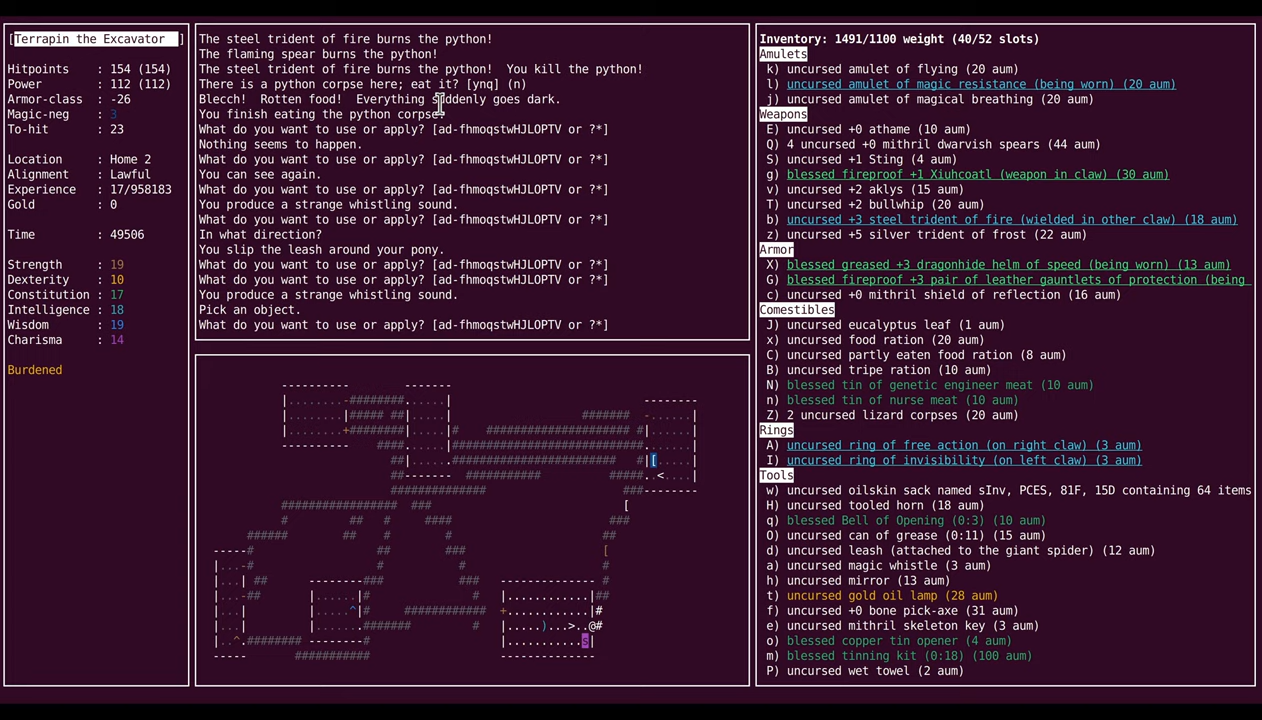 [Terrapin the Excavator ]
Hitpoints : 154 (154)
Power : 112 (112)
Armor-class : -26
Magic-neg : 3
To-hit : 23
Location : Home 2
Alignment : Lawful
Experience : 17/958183
Gold : 0
Time : 49506
Strength : 19
Dexterity : 10
Constitution : 17
Intelligence : 18
Wisdom : 19
Charisma : 14
Burdened
The steel trident of fire burns the python!
The flaming spear burns the python!
The steel trident of fire burns the python! You kill the python!
There is a python corpse here; eat it? [ynq] (n)
Blecch! Rotten food! Everything suddenly goes dark.
You finish eating the python corpse.
What do you want to use or apply? [ad-fhmoqstwHJLOPTV or ?*]
Nothing seems to happen.
What do you want to use or apply? [ad-fhmoqstwHJLOPTV or ?*]
You can see again.
What do you want to use or apply? [ad-fhmoqstwHJLOPTV or ?*]
You produce a strange whistling sound.
What do you want to use or apply? [ad-fhmoqstwHJLOPTV or ?*]
In what direction?
You slip the leash around your pony.
What do you want to use or apply? [ad-fhmoqstwHJLOPTV or ?*]
What do you want to use or apply? [ad-fhmoqstwHJLOPTV or ?*]
You produce a strange whistling sound.
Pick an object.
What do you want to use or apply? [ad-fhmoqstwHJLOPTV or ?*]
Inventory: 1491/1100 weight (40/52 slots)
Amulets
k) uncursed amulet of flying (20 aum)
l) uncursed amulet of magic resistance (being worn) (20 aum)
j) uncursed amulet of magical breathing (20 aum)
Weapons
E) uncursed +0 athame (10 aum)
Q) 4 uncursed +0 mithril dwarvish spears (44 aum)
S) uncursed +1 Sting (4 aum)
g) blessed fireproof +1 Xiuhcoatl (weapon in claw) (30 aum)
v) uncursed +2 aklys (15 aum)
T) uncursed +2 bullwhip (20 aum)
b) uncursed +3 steel trident of fire (wielded in other claw) (18 aum)
z) uncursed +5 silver trident of frost (22 aum)
Armor
X) blessed greased +3 dragonhide helm of speed (being worn) (13 aum)
G) blessed fireproof +3 pair of leather gauntlets of protection (being
c) uncursed +0 mithril shield of reflection (16 aum)
Comestibles
J) uncursed eucalyptus leaf (1 aum)
x) uncursed food ration (20 aum)
C) uncursed partly eaten food ration (8 aum)
B) uncursed tripe ration (10 aum)
N) blessed tin of genetic engineer meat (10 aum)
n) blessed tin of nurse meat (10 aum)
Z) 2 uncursed lizard corpses (20 aum)
Rings
A) uncursed ring of free action (on right claw) (3 aum)
I) uncursed ring of invisibility (on left claw) (3 aum)
Tools
w) uncursed oilskin sack named sInv, PCES, 81F, 15D containing 64 items
H) uncursed tooled horn (18 aum)
q) blessed Bell of Opening (0:3) (10 aum)
O) uncursed can of grease (0:11) (15 aum)
d) uncursed leash (attached to the giant spider) (12 aum)
a) uncursed magic whistle (3 aum)
h) uncursed mirror (13 aum)
t) uncursed gold oil lamp (28 aum)
f) uncursed +0 bone pick-axe (31 aum)
e) uncursed mithril skeleton key (3 aum)
o) blessed copper tin opener (4 aum)
m) blessed tinning kit (0:18) (100 aum)
P) uncursed wet towel (2 aum)